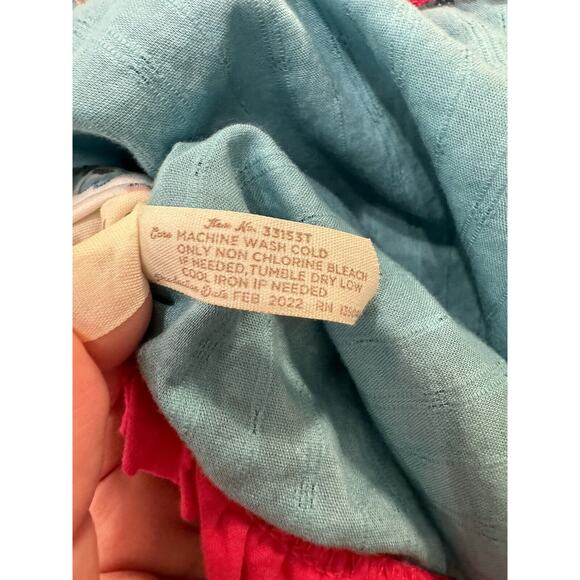 Item No. 33153T
Care MACHINE WASH COLD
ONLY NON CHLORINE BLEACH
IF NEEDED, TUMBLE DRY LOW
COOL IRON IF NEEDED
Production Date FEB 2022 RN